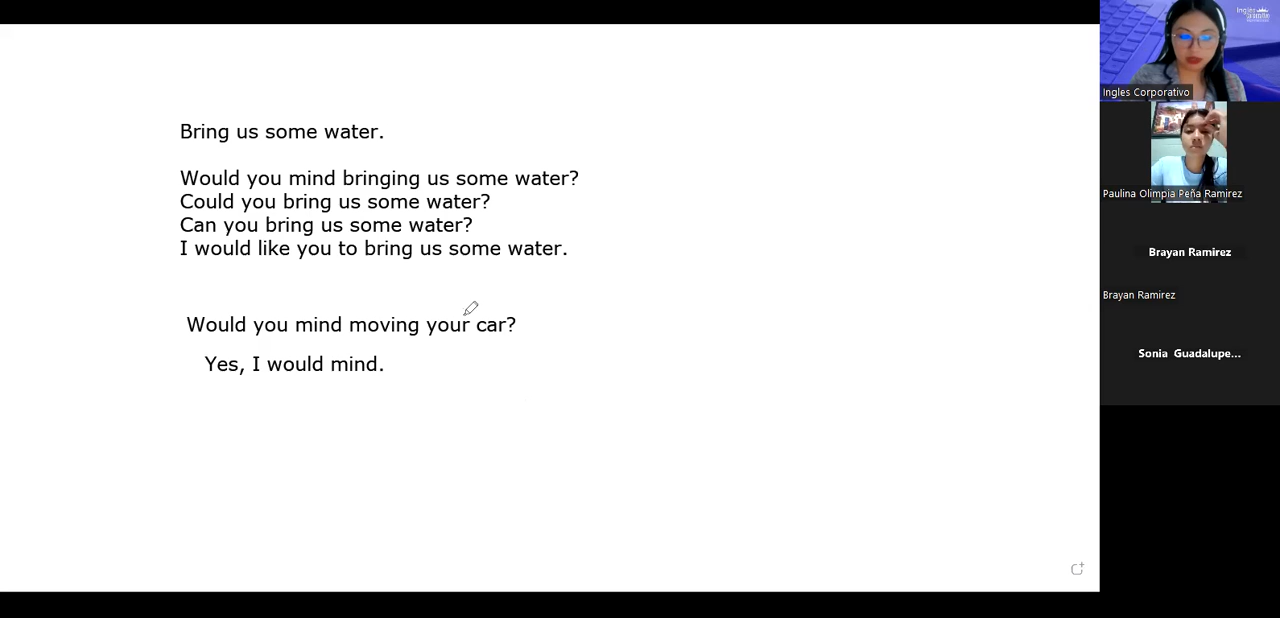 Bring us some water.
Would you mind bringing us some water?
Could you bring us some water?
Can you bring us some water?
I would like you to bring us some water.
Would you mind moving your car?
Yes, I would mind.
Ingles
Ingles Corporativo
Paulina Olimpia Peña Ramirez
Brayan Ramirez
Brayan Ramirez
Sonia Guadalupe...